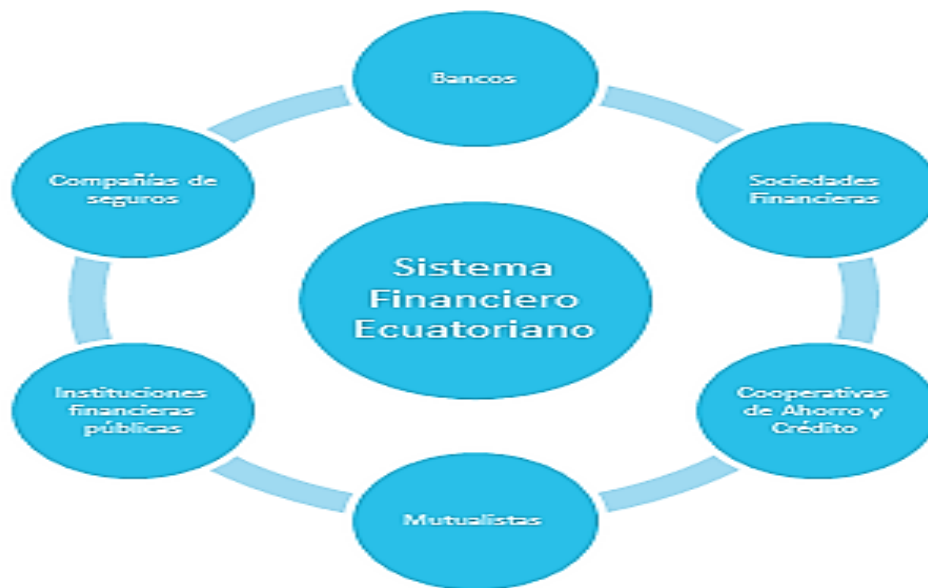 Bancos
Sociedades
Financieras
Cooperativas
de Ahorro y
Crédito
Mutualistas
Instituciones
financieras
públicas
Compañías de
seguros
Sistema
Financiero
Ecuatoriano